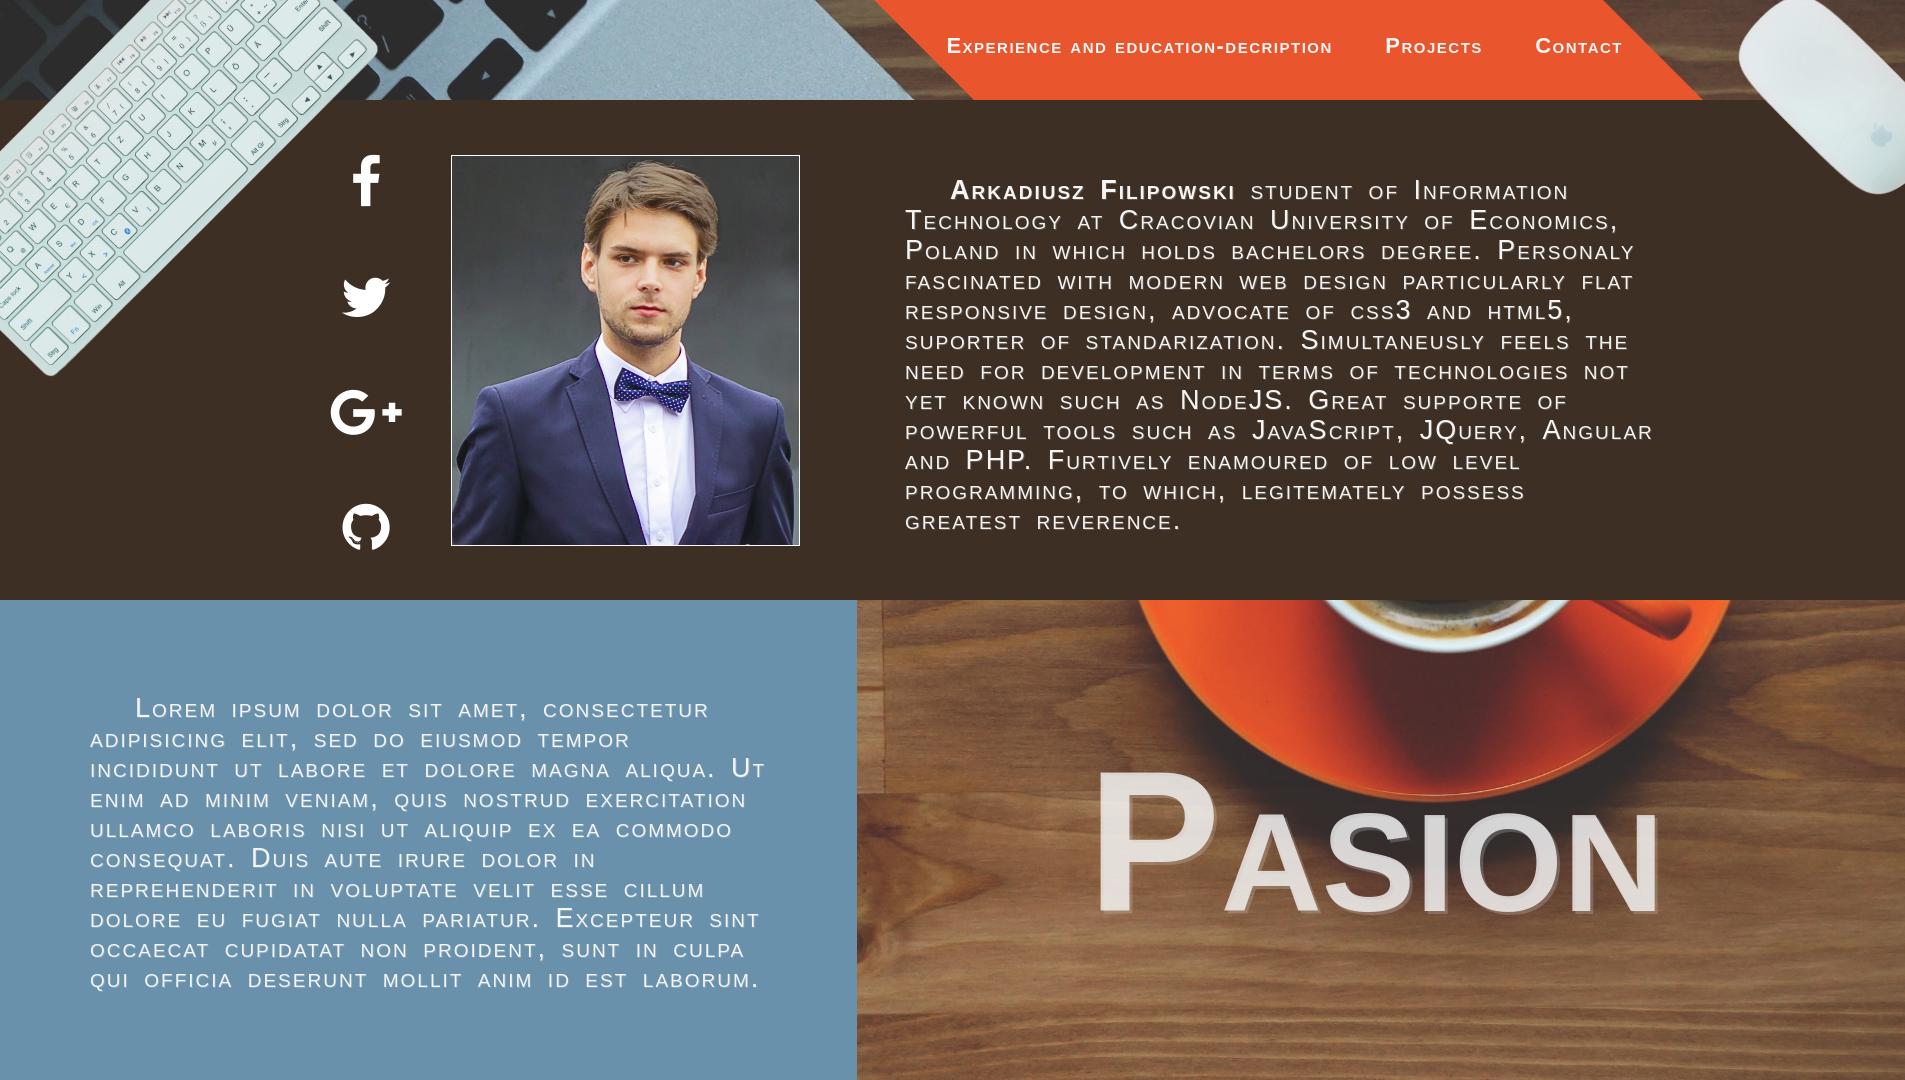 Experience and education-decription Projects Contact
Arkadiusz Filipowski student of Information
Technology at Cracovian University of Economics,
Poland in which holds bachelors degree. Personaly
fascinated with modern web design particularly flat
responsive design, advocate of css3 and html5,
suporter of standarization. Simultaneusly feels the
need for development in terms of technologies not
yet known such as NodeJS. Great supporte of
powerful tools such as JavaScript, JQuery, Angular
and PHP. Furtively enamoured of low level
programming, to which, legitemately possess
greatest reverence.
Lorem ipsum dolor sit amet, consectetur
adipisicing elit, sed do eiusmod tempor
incididunt ut labore et dolore magna aliqua. Ut
enim ad minim veniam, quis nostrud exercitation
ullamco laboris nisi ut aliquip ex ea commodo
consequat. Duis aute irure dolor in
reprehenderit in voluptate velit esse cillum
dolore eu fugiat nulla pariatur. Excepteur sint
occaecat cupidatat non proident, sunt in culpa
qui officia deserunt mollit anim id est laborum.
Pasion